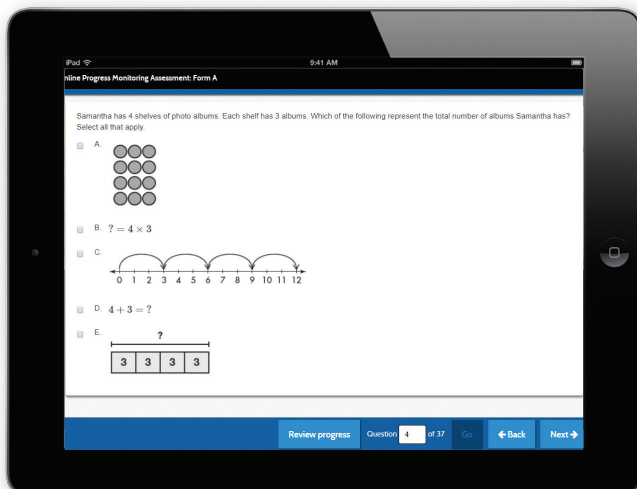 iPad 9:41 AM
nline Progress Monitoring Assessment: Form A
Samantha has 4 shelves of photo albums. Each shelf has 3 albums. Which of the following represent the total number of albums Samantha has?
Select all that apply.
A.
B. ? = 4 × 3
C.
0 1 2 3 4 5 6 7 8 9 10 11 12
D. 4 + 3 = ?
E.
?
3 3 3 3
Review progress Question 4 of 37 Go Back Next